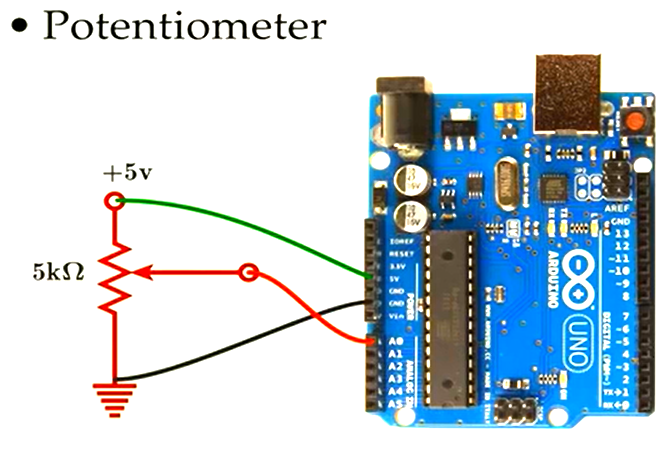 • Potentiometer
+5v
5kΩ
IOREF
RESET
3.3V
5V
GND
GND
Vin
POWER
A0
A1
A2
A3
A4
A5
ANALOG IN
AREF
GND
13
12
~11
~10
~9
8
7
~6
~5
4
~3
2
TX→1
RX←0
DIGITAL (PWM~)
ARDUINO
UNO